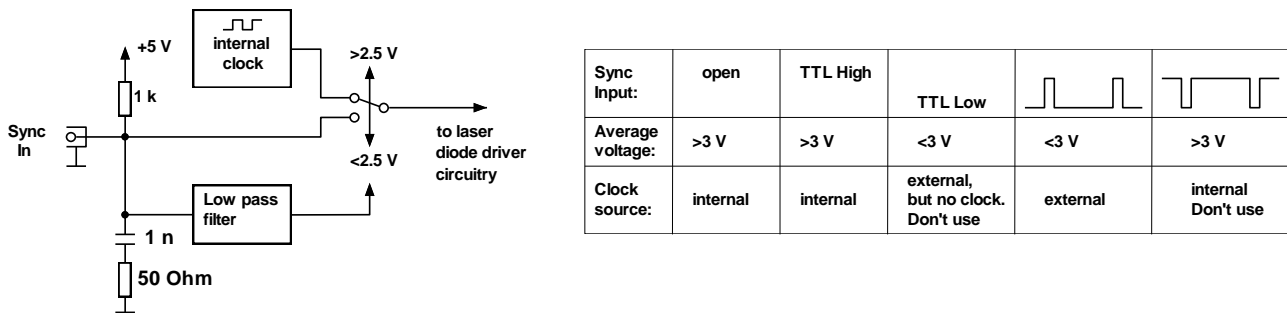 +5 V
internal
clock
>2.5 V
1 k
Sync
In
to laser
diode driver
circuitry
<2.5 V
Low pass
filter
1 n
50 Ohm
Sync
Input:
open
TTL High
TTL Low
Average
voltage:
>3 V
>3 V
<3 V
<3 V
>3 V
Clock
source:
internal
internal
external,
but no clock.
Don't use
external
internal
Don't use